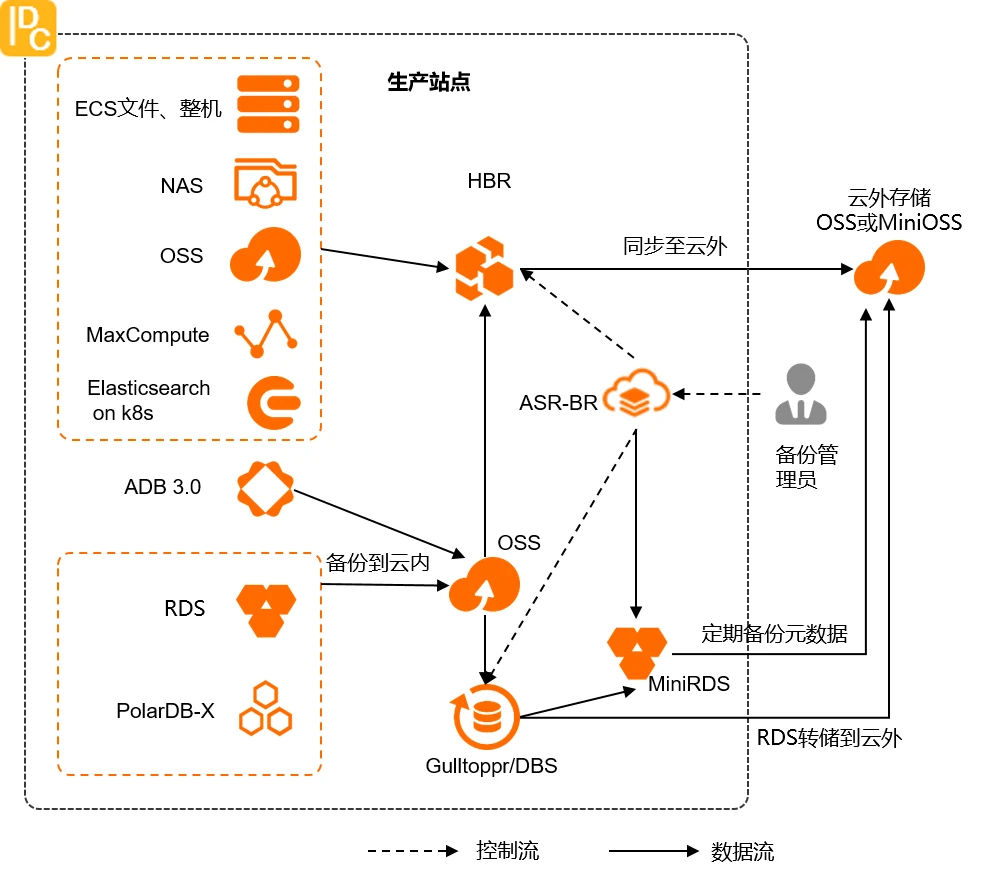 IDC
生产站点
ECS文件、整机
NAS
OSS
MaxCompute
Elasticsearch
on k8s
ADB 3.0
RDS
PolarDB-X
HBR
同步至云外
云外存储
OSS或MiniOSS
ASR-BR
备份管
理员
备份到云内
OSS
定期备份元数据
MiniRDS
RDS转储到云外
Gulltoppr/DBS
控制流
数据流